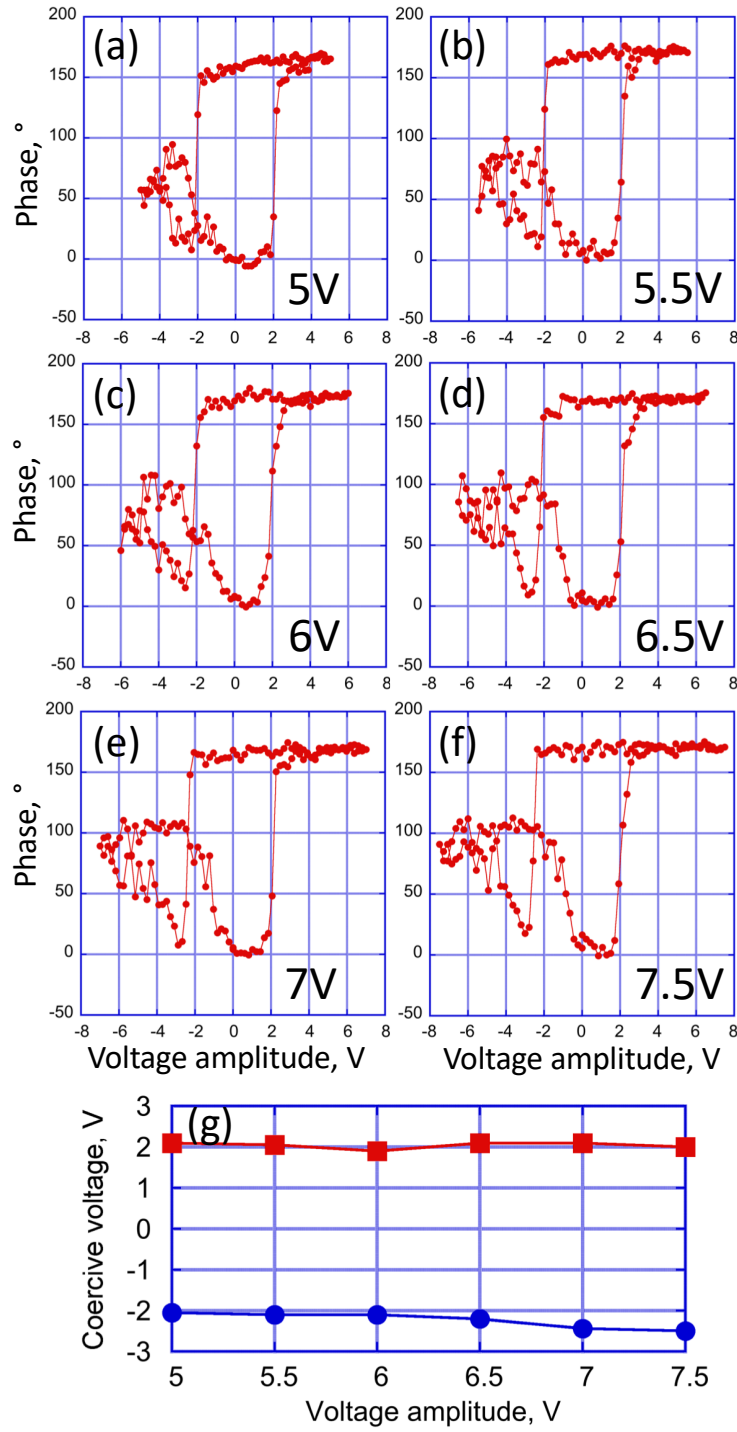 (a)
200
150
100
50
0
-50
Phase, °
5V
-8 -6 -4 -2 0 2 4 6 8
(b)
200
150
100
50
0
-50
5.5V
-8 -6 -4 -2 0 2 4 6 8
(c)
200
150
100
50
0
-50
Phase, °
6V
-8 -6 -4 -2 0 2 4 6 8
(d)
200
150
100
50
0
-50
6.5V
-8 -6 -4 -2 0 2 4 6 8
(e)
200
150
100
50
0
-50
Phase, °
7V
-8 -6 -4 -2 0 2 4 6 8
Voltage amplitude, V
(f)
200
150
100
50
0
-50
7.5V
-8 -6 -4 -2 0 2 4 6 8
Voltage amplitude, V
(g)
3
2
1
0
-1
-2
-3
Coercive voltage, V
5 5.5 6 6.5 7 7.5
Voltage amplitude, V